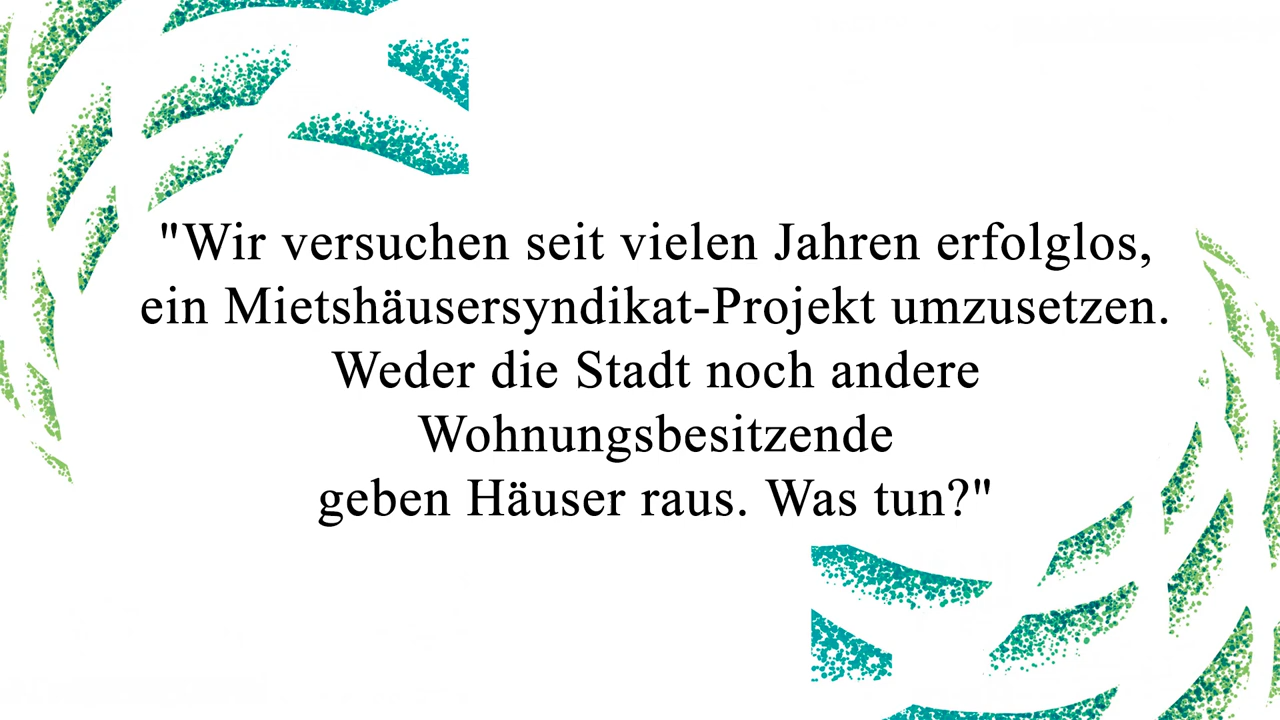 "Wir versuchen seit vielen Jahren erfolglos,
ein Mietshäusersyndikat-Projekt umzusetzen.
Weder die Stadt noch andere
Wohnungsbesitzende
geben Häuser raus. Was tun?"